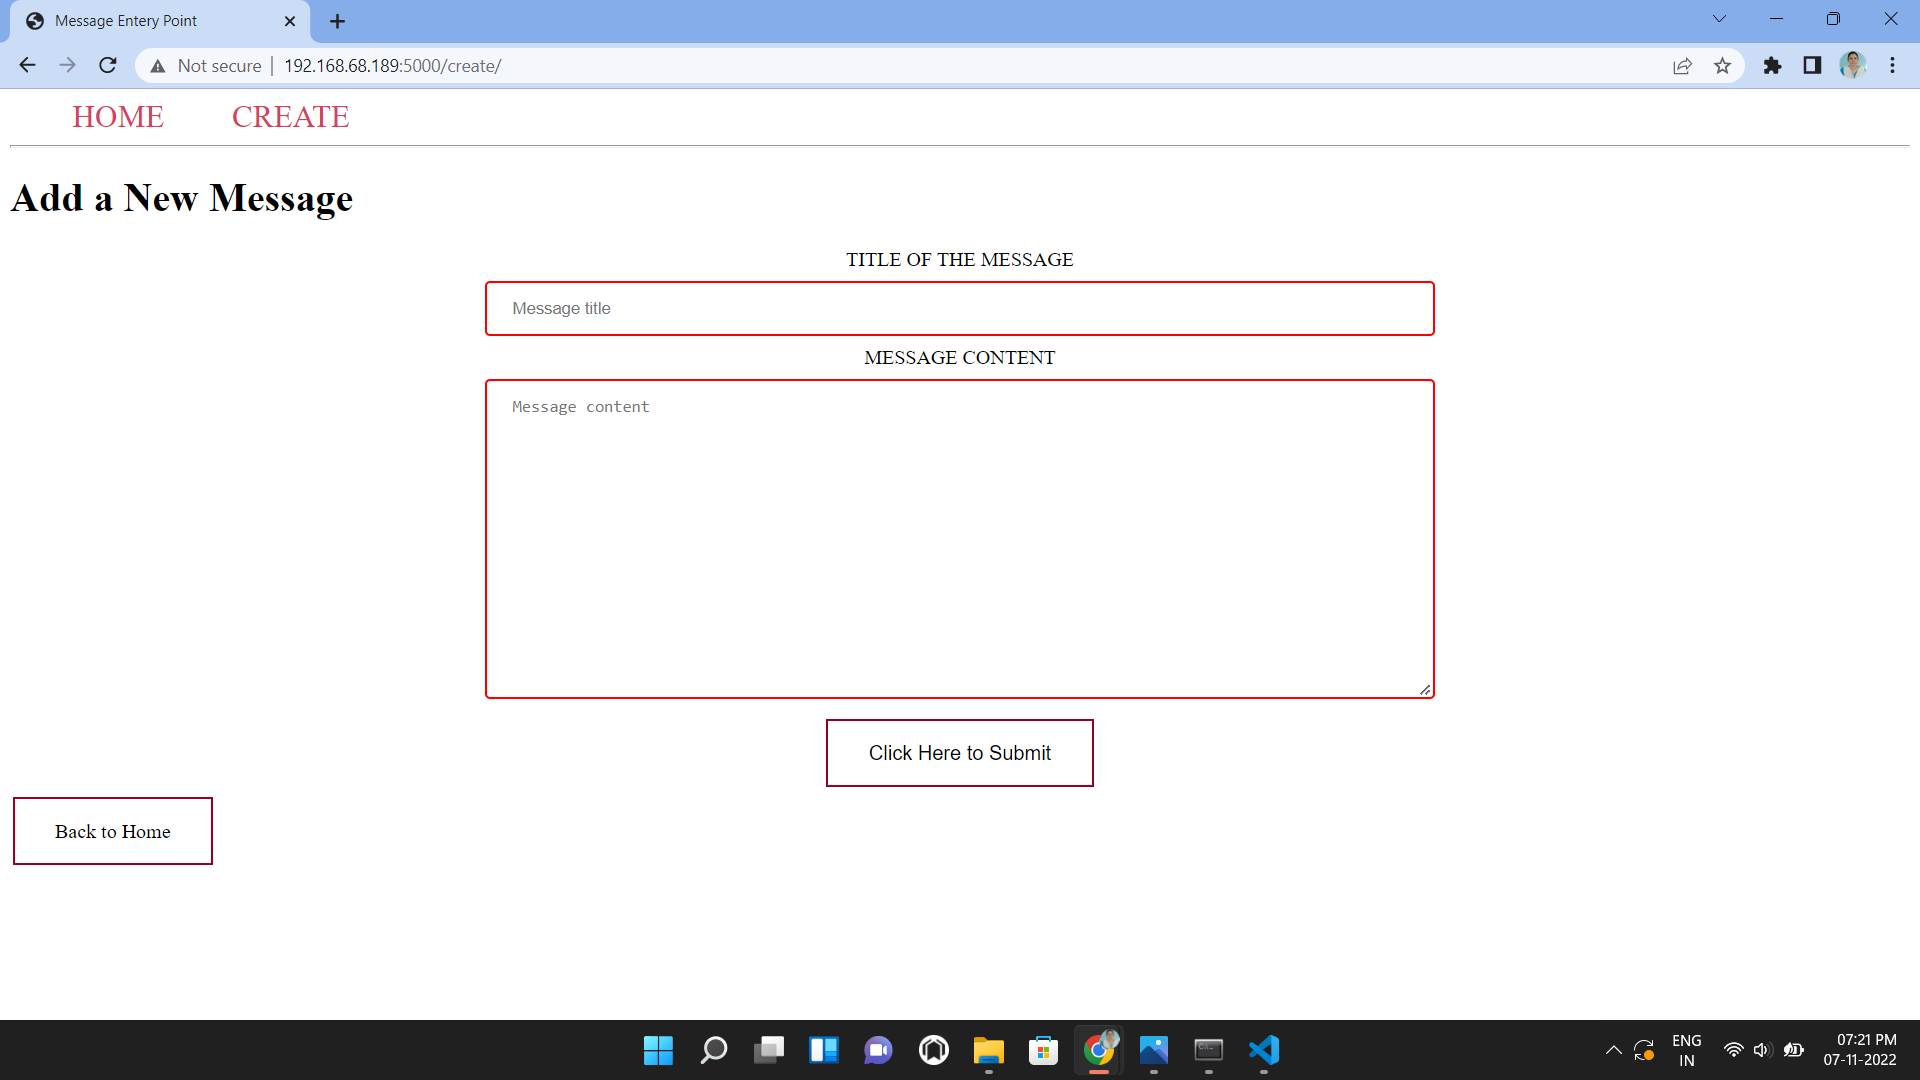 Message Entery Point
Not secure | 192.168.68.189:5000/create/
HOME CREATE
Add a New Message
TITLE OF THE MESSAGE
Message title
MESSAGE CONTENT
Message content
Click Here to Submit
Back to Home
ENG
IN
07:21 PM
07-11-2022